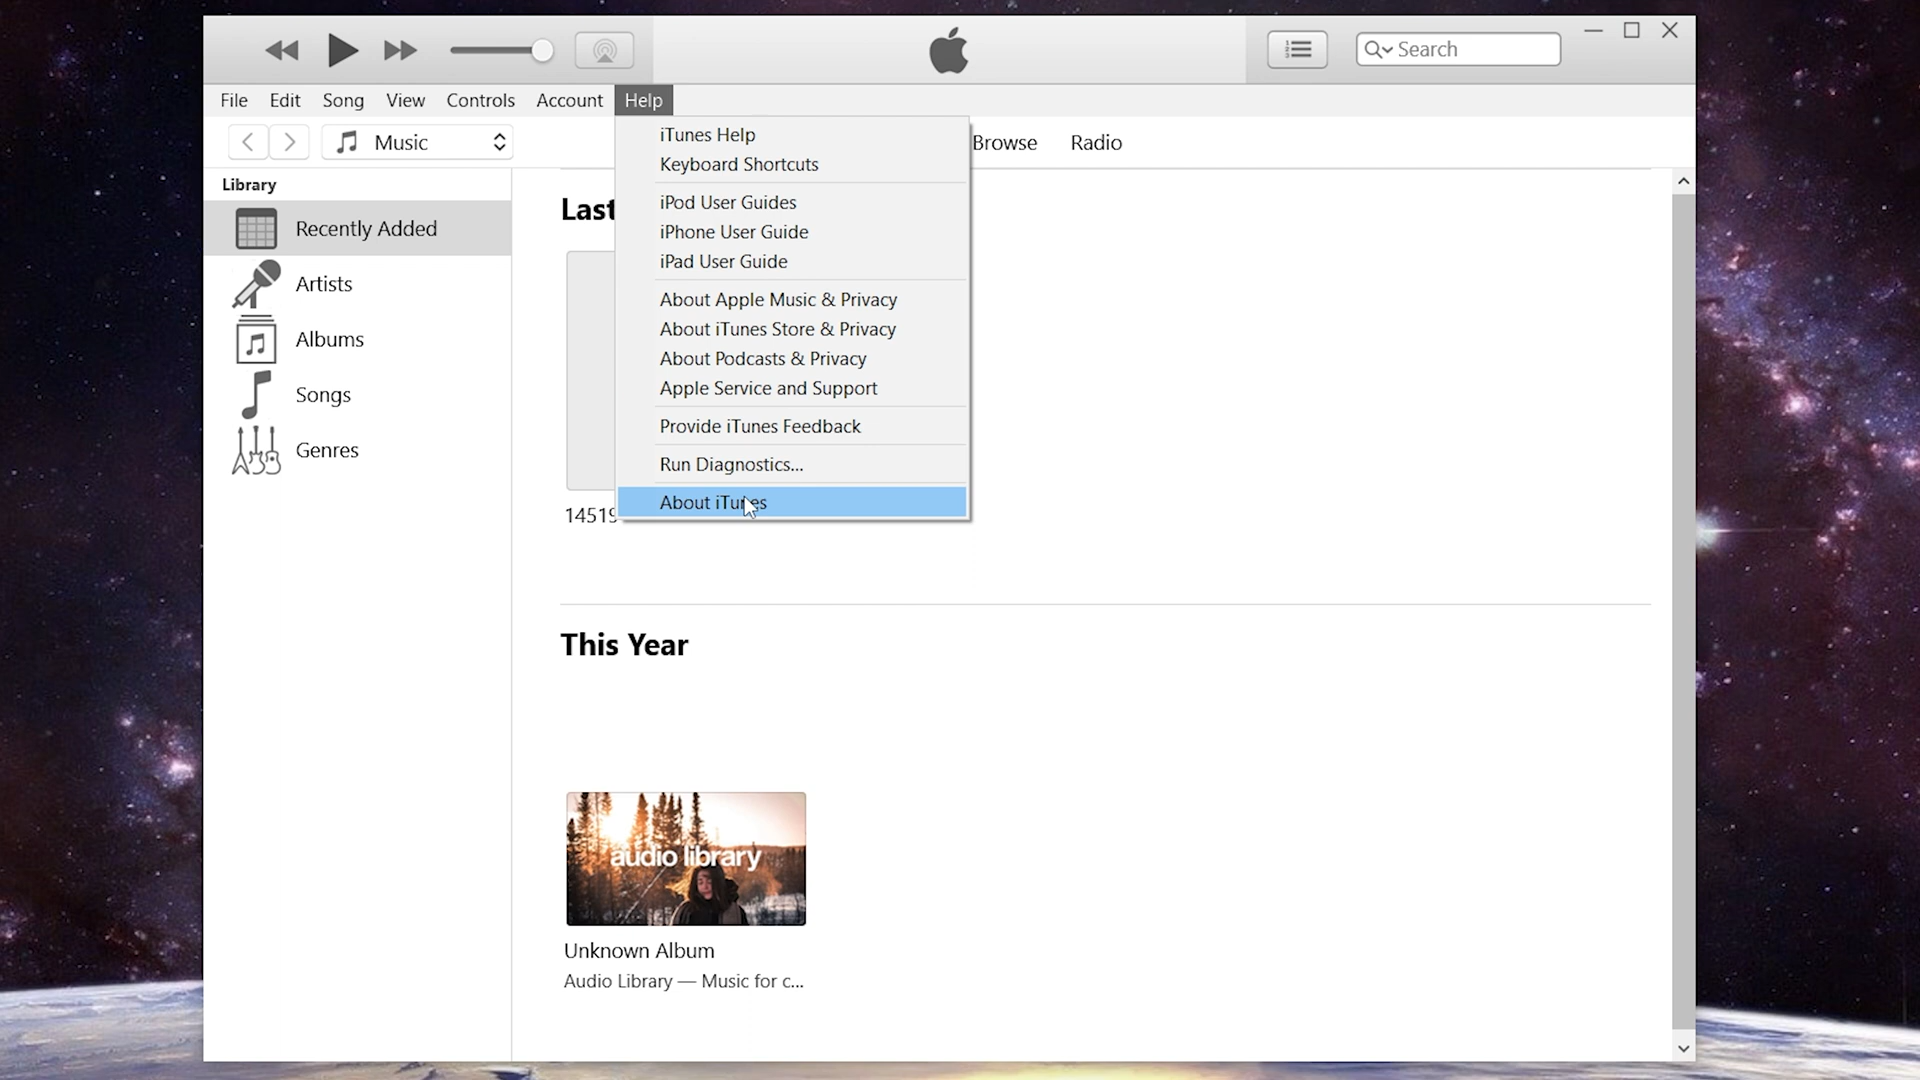 Search
File Edit Song View Controls Account Help
Music
Browse Radio
iTunes Help
Keyboard Shortcuts
iPod User Guides
iPhone User Guide
iPad User Guide
About Apple Music & Privacy
About iTunes Store & Privacy
About Podcasts & Privacy
Apple Service and Support
Provide iTunes Feedback
Run Diagnostics...
About iTunes
Library
Recently Added
Artists
Albums
Songs
Genres
Last
14519
This Year
audio library
Unknown Album
Audio Library — Music for c...